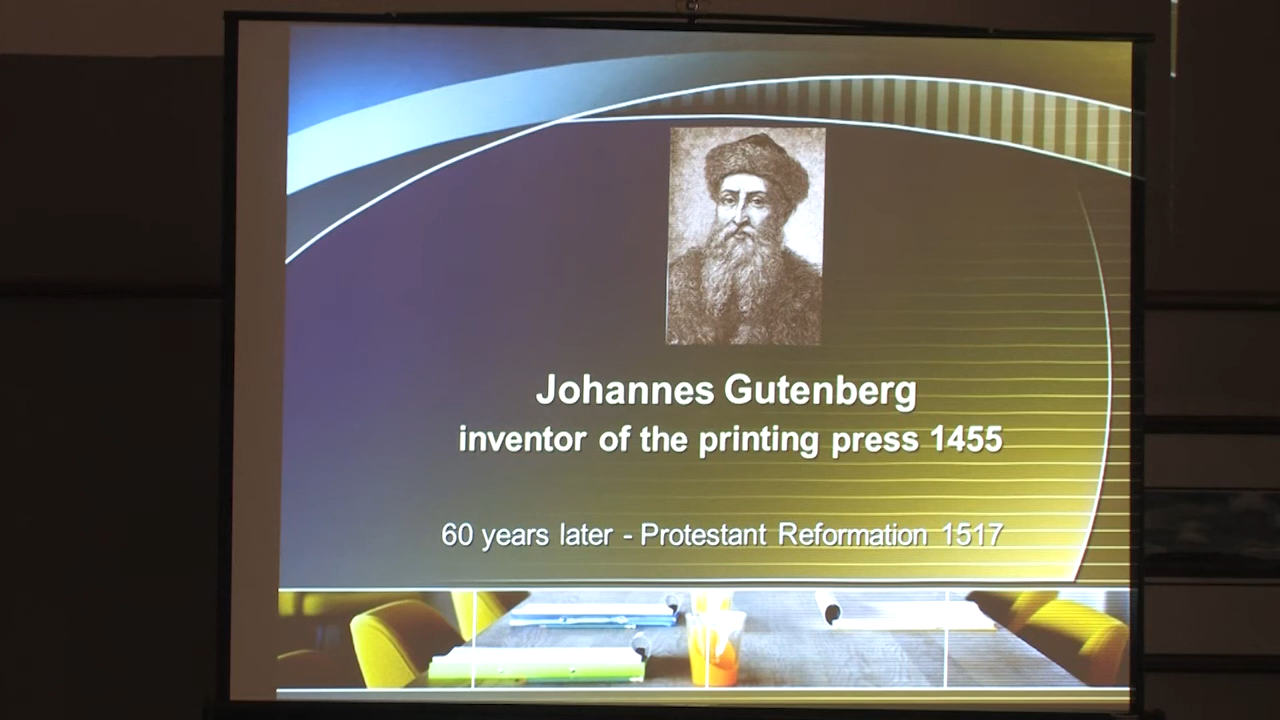 Johannes Gutenberg
inventor of the printing press 1455
60 years later - Protestant Reformation 1517